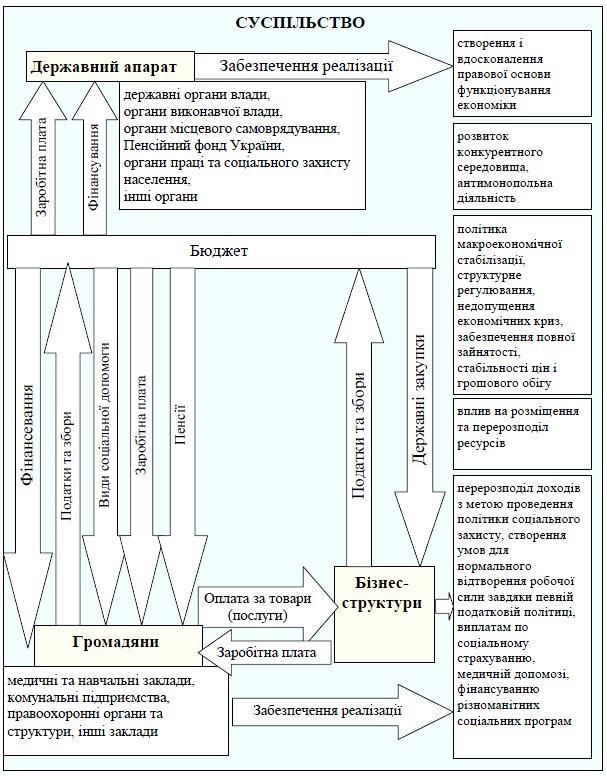 СУСПІЛЬСТВО
Державний апарат
Забезпечення реалізації
державні органи влади,
органи виконавчої влади,
органи місцевого самоврядування,
Пенсійний фонд України,
органи праці та соціального захисту
населення,
інші органи
Заробітна плата
Фінансування
Бюджет
Фінансевання
Податки та збори
Види соціальної допомоги
Заробітна плата
Пенсії
Податки та збори
Державні закупки
Громадяни
Оплата за товари
(послуги)
Заробітна плата
Бізнес-
структури
медичні та навчальні заклади,
комунальні підприємства,
правоохоронні органи та
структури, інші заклади
Забезпечення реалізації
створення і
вдосконалення
правової основи
функціонування
економіки
розвиток
конкурентного
середовища,
антимонопольна
діяльність
політика
макроекономічної
стабілізації,
структурне
регулювання,
недопущення
економічних криз,
забезпечення повної
зайнятості,
стабільності цін і
грошового обігу
вплив на розміщення
та перерозподіл
ресурсів
перерозподіл доходів
з метою проведення
політики соціального
захисту, створення
умов для
нормального
відтворення робочої
сили завдяки певній
податковій політиці,
виплатам по
соціальному
страхуванню,
медичній допомозі,
фінансуванню
різноманітних
соціальних програм